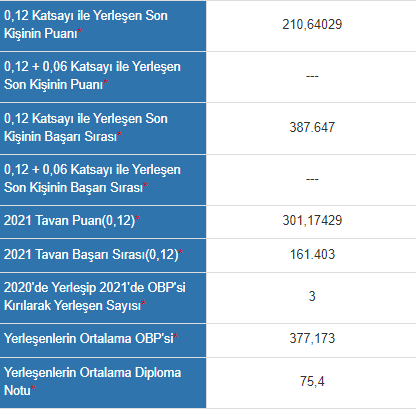 0,12 Katsayı ile Yerleşen Son
Kişinin Puanı*
210,64029
0,12 + 0,06 Katsayı ile Yerleşen
Son Kişinin Puanı*
---
0,12 Katsayı ile Yerleşen Son
Kişinin Başarı Sırası*
387.647
0,12 + 0,06 Katsayı ile Yerleşen
Son Kişinin Başarı Sırası*
---
2021 Tavan Puan(0,12)*
301,17429
2021 Tavan Başarı Sırası(0,12)*
161.403
2020'de Yerleşip 2021'de OBP'si
Kırılarak Yerleşen Sayısı*
3
Yerleşenlerin Ortalama OBP'si*
377,173
Yerleşenlerin Ortalama Diploma
Notu*
75,4